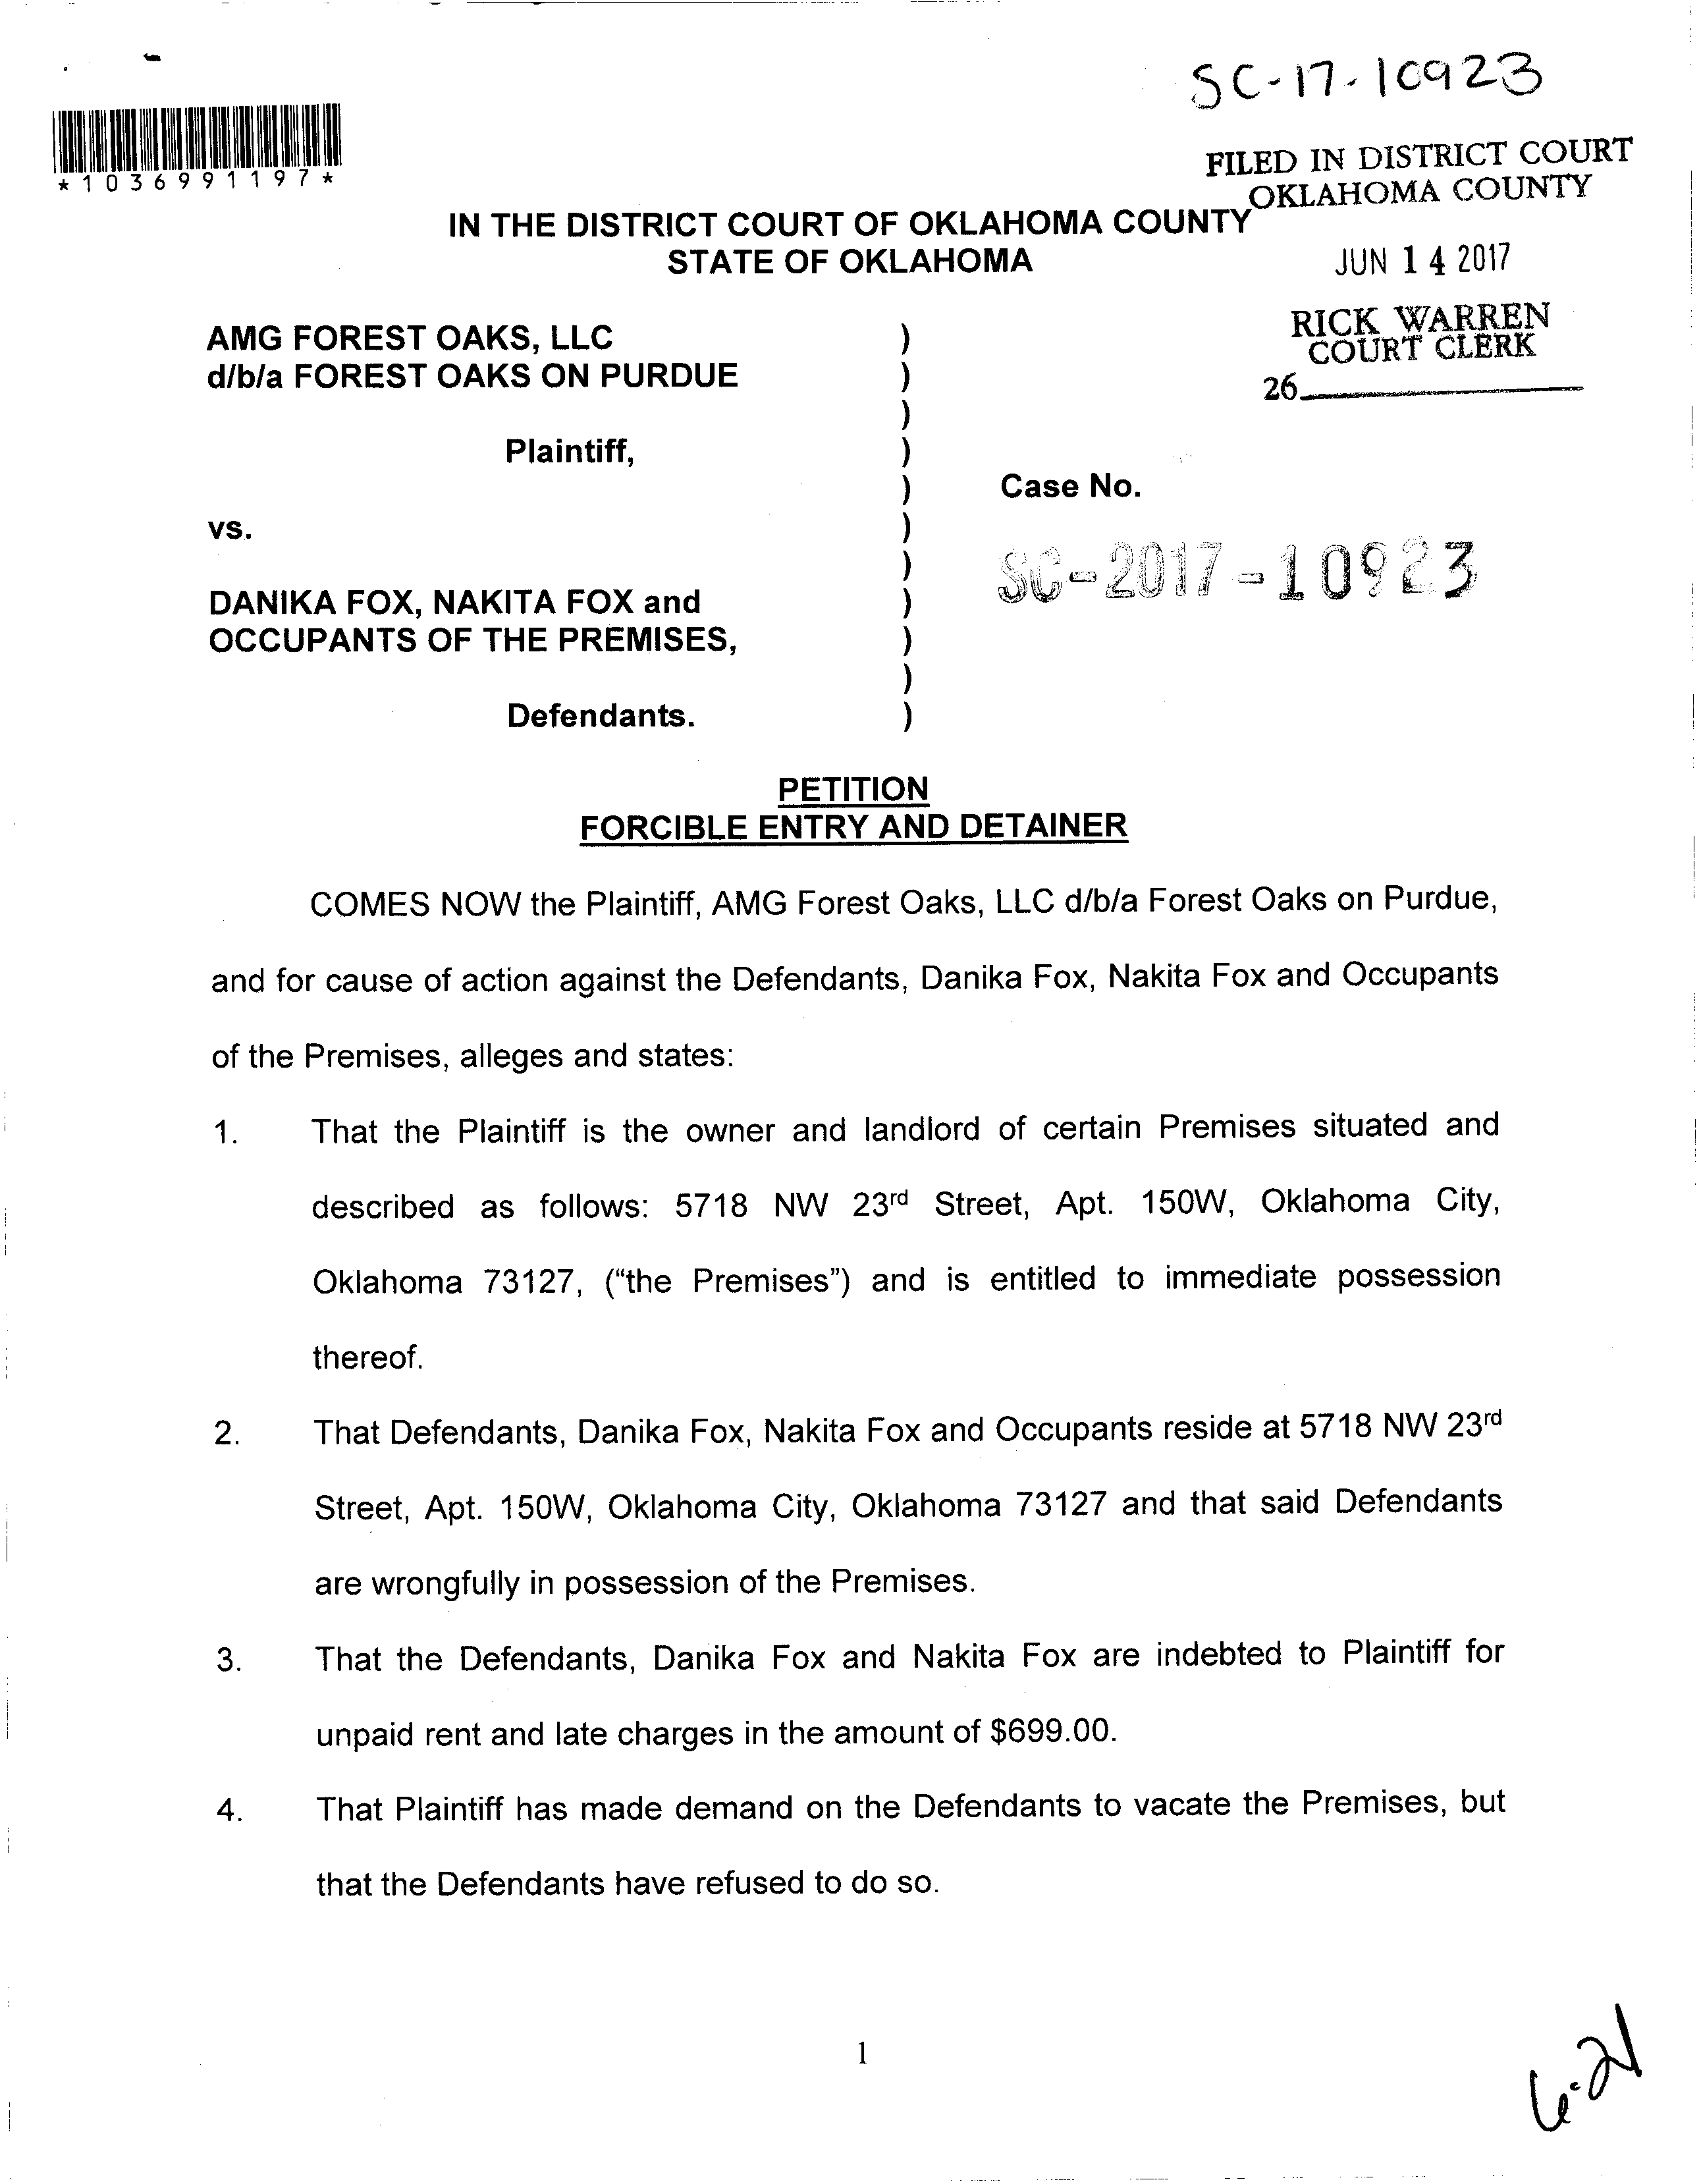 SC-17-10923
*1036991197*
FILED IN DISTRICT COURT
OKLAHOMA COUNTY
IN THE DISTRICT COURT OF OKLAHOMA COUNTY
STATE OF OKLAHOMA
JUN 14 2017
RICK WARREN
COURT CLERK
26
AMG FOREST OAKS, LLC )
d/b/a FOREST OAKS ON PURDUE )
)
Plaintiff, )
) Case No.
vs. )
) SC-2017-10923
DANIKA FOX, NAKITA FOX and )
OCCUPANTS OF THE PREMISES, )
)
Defendants. )
PETITION
FORCIBLE ENTRY AND DETAINER
COMES NOW the Plaintiff, AMG Forest Oaks, LLC d/b/a Forest Oaks on Purdue,
and for cause of action against the Defendants, Danika Fox, Nakita Fox and Occupants
of the Premises, alleges and states:
1. That the Plaintiff is the owner and landlord of certain Premises situated and
described as follows: 5718 NW 23rd Street, Apt. 150W, Oklahoma City,
Oklahoma 73127, (“the Premises”) and is entitled to immediate possession
thereof.
2. That Defendants, Danika Fox, Nakita Fox and Occupants reside at 5718 NW 23rd
Street, Apt. 150W, Oklahoma City, Oklahoma 73127 and that said Defendants
are wrongfully in possession of the Premises.
3. That the Defendants, Danika Fox and Nakita Fox are indebted to Plaintiff for
unpaid rent and late charges in the amount of $699.00.
4. That Plaintiff has made demand on the Defendants to vacate the Premises, but
that the Defendants have refused to do so.
1
6-21